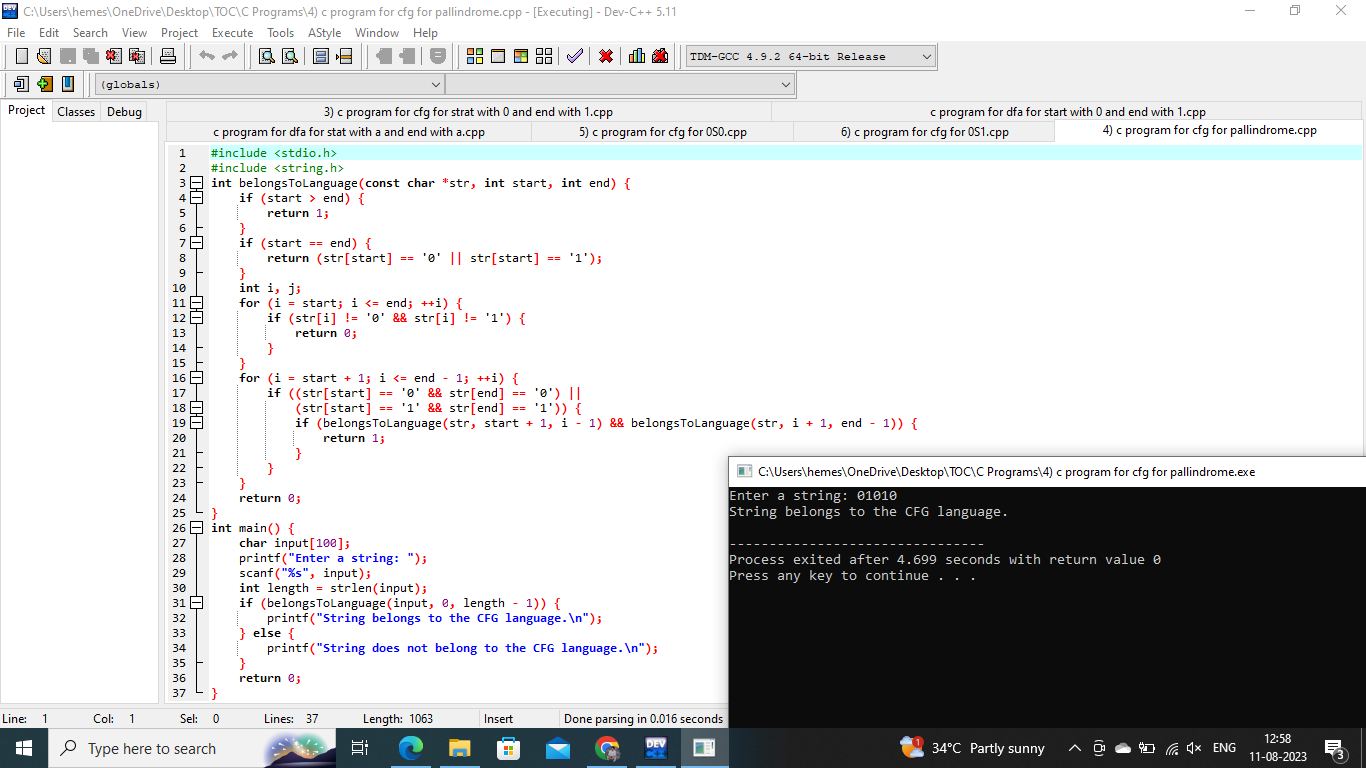 C:\Users\hemes\OneDrive\Desktop\TOC\C Programs\4) c program for cfg for pallindrome.cpp - [Executing] - Dev-C++ 5.11
File Edit Search View Project Execute Tools AStyle Window Help
TDM-GCC 4.9.2 64-bit Release
(globals)
Project Classes Debug
3) c program for cfg for strat with 0 and end with 1.cpp
c program for dfa for start with 0 and end with 1.cpp
c program for dfa for stat with a and end with a.cpp
5) c program for cfg for 0S0.cpp
6) c program for cfg for 0S1.cpp
4) c program for cfg for pallindrome.cpp
1 #include <stdio.h>
2 #include <string.h>
3 int belongsToLanguage(const char *str, int start, int end) {
4 if (start > end) {
5 return 1;
6 }
7 if (start == end) {
8 return (str[start] == '0' || str[start] == '1');
9 }
10 int i, j;
11 for (i = start; i <= end; ++i) {
12 if (str[i] != '0' && str[i] != '1') {
13 return 0;
14 }
15 }
16 for (i = start + 1; i <= end - 1; ++i) {
17 if ((str[start] == '0' && str[end] == '0') ||
18 (str[start] == '1' && str[end] == '1')) {
19 if (belongsToLanguage(str, start + 1, i - 1) && belongsToLanguage(str, i + 1, end - 1)) {
20 return 1;
21 }
22 }
23 }
24 return 0;
25 }
26 int main() {
27 char input[100];
28 printf("Enter a string: ");
29 scanf("%s", input);
30 int length = strlen(input);
31 if (belongsToLanguage(input, 0, length - 1)) {
32 printf("String belongs to the CFG language.\n");
33 } else {
34 printf("String does not belong to the CFG language.\n");
35 }
36 return 0;
37 }
C:\Users\hemes\OneDrive\Desktop\TOC\C Programs\4) c program for cfg for pallindrome.exe
Enter a string: 01010
String belongs to the CFG language.
--------------------------------
Process exited after 4.699 seconds with return value 0
Press any key to continue . . .
Line: 1 Col: 1 Sel: 0 Lines: 37 Length: 1063 Insert Done parsing in 0.016 seconds
Type here to search
DEV
34°C Partly sunny
ENG
12:58
11-08-2023
3